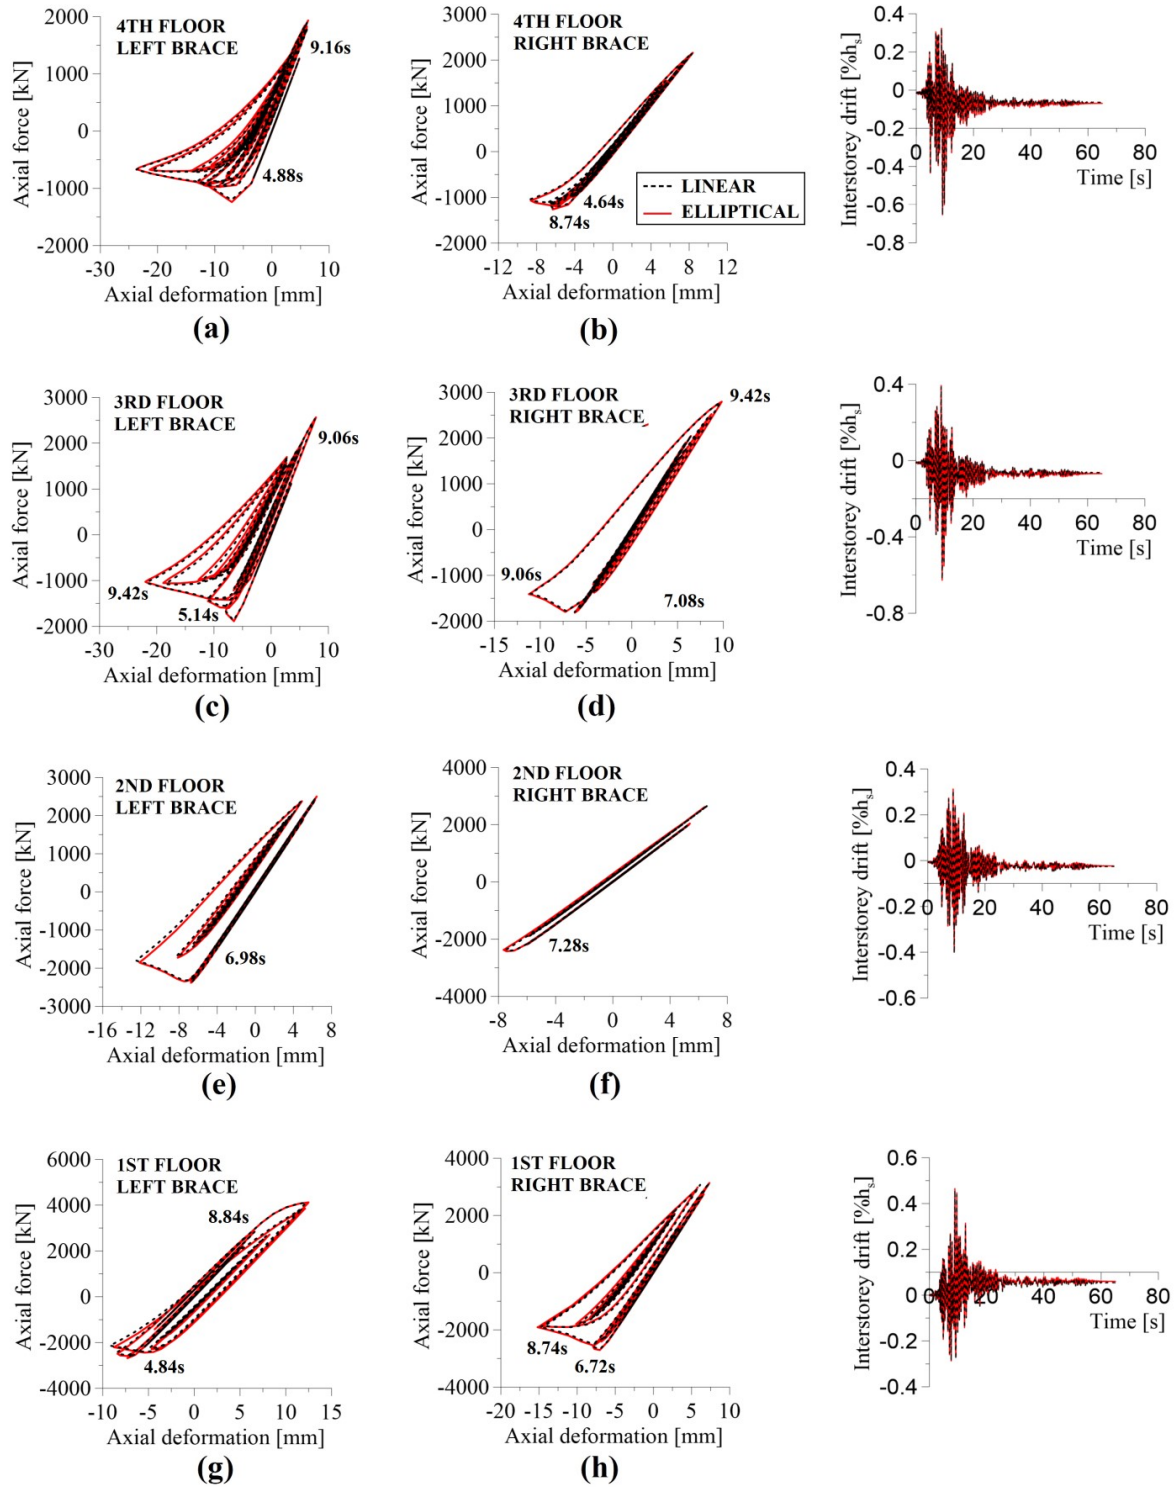 2000
1000
0
-1000
-2000
Axial force [kN]
4TH FLOOR
LEFT BRACE
9.16s
4.88s
-30 -20 -10 0 10
Axial deformation [mm]
(a)
3000
2000
1000
0
-1000
-2000
Axial force [kN]
4TH FLOOR
RIGHT BRACE
4.64s
8.74s
LINEAR
ELLIPTICAL
-12 -8 -4 0 4 8 12
Axial deformation [mm]
(b)
0.4
0.2
0
-0.2
-0.4
-0.6
-0.8
Interstorey drift [%hs]
0 20 40 60 80
Time [s]
3000
2000
1000
0
-1000
-2000
Axial force [kN]
3RD FLOOR
LEFT BRACE
9.06s
9.42s
5.14s
-30 -20 -10 0 10
Axial deformation [mm]
(c)
3000
2000
1000
0
-1000
-2000
Axial force [kN]
3RD FLOOR
RIGHT BRACE
9.42s
9.06s
7.08s
-15 -10 -5 0 5 10
Axial deformation [mm]
(d)
0.4
0
-0.4
-0.8
Interstorey drift [%hs]
0 20 40 60 80
Time [s]
3000
2000
1000
0
-1000
-2000
-3000
Axial force [kN]
2ND FLOOR
LEFT BRACE
6.98s
-16 -12 -8 -4 0 4 8
Axial deformation [mm]
(e)
4000
2000
0
-2000
-4000
Axial force [kN]
2ND FLOOR
RIGHT BRACE
7.28s
-8 -4 0 4 8
Axial deformation [mm]
(f)
0.4
0.2
0
-0.2
-0.4
-0.6
Interstorey drift [%hs]
0 20 40 60 80
Time [s]
6000
4000
2000
0
-2000
-4000
Axial force [kN]
1ST FLOOR
LEFT BRACE
8.84s
4.84s
-10 -5 0 5 10 15
Axial deformation [mm]
(g)
4000
2000
0
-2000
-4000
Axial force [kN]
1ST FLOOR
RIGHT BRACE
8.74s
6.72s
-20 -15 -10 -5 0 5 10
Axial deformation [mm]
(h)
0.6
0.4
0.2
0
-0.2
-0.4
Interstorey drift [%hs]
0 20 40 60 80
Time [s]